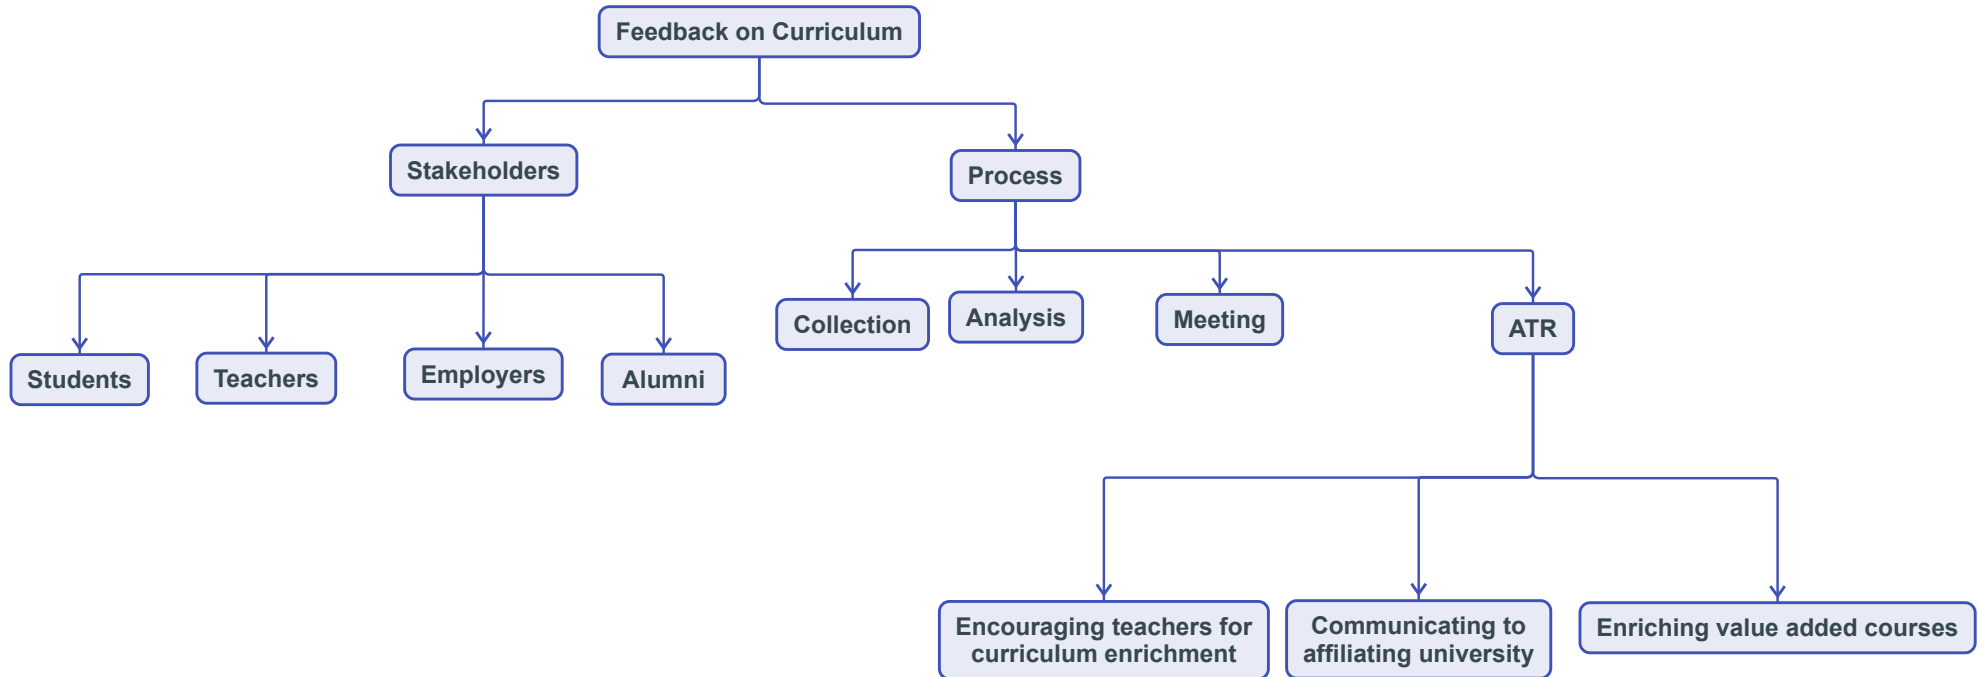 Feedback on Curriculum
Stakeholders
Process
Students
Teachers
Employers
Alumni
Collection
Analysis
Meeting
ATR
Encouraging teachers for
curriculum enrichment
Communicating to
affiliating university
Enriching value added courses